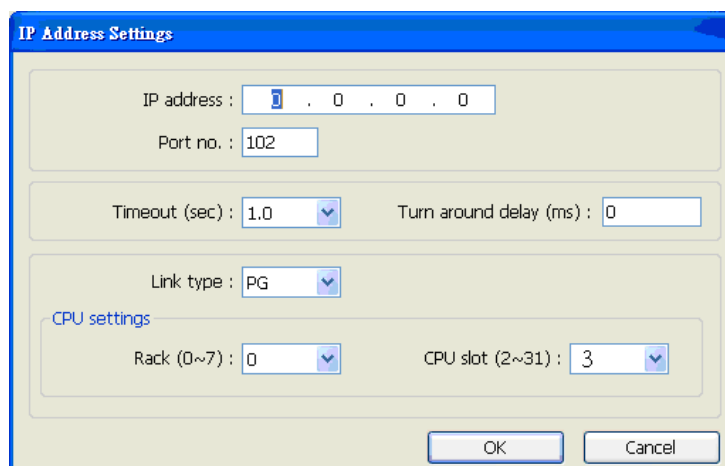 IP Address Settings
IP address : 0 . 0 . 0 . 0
Port no. : 102
Timeout (sec) : 1.0 Turn around delay (ms) : 0
Link type : PG
CPU settings
Rack (0~7) : 0 CPU slot (2~31) : 3
OK Cancel